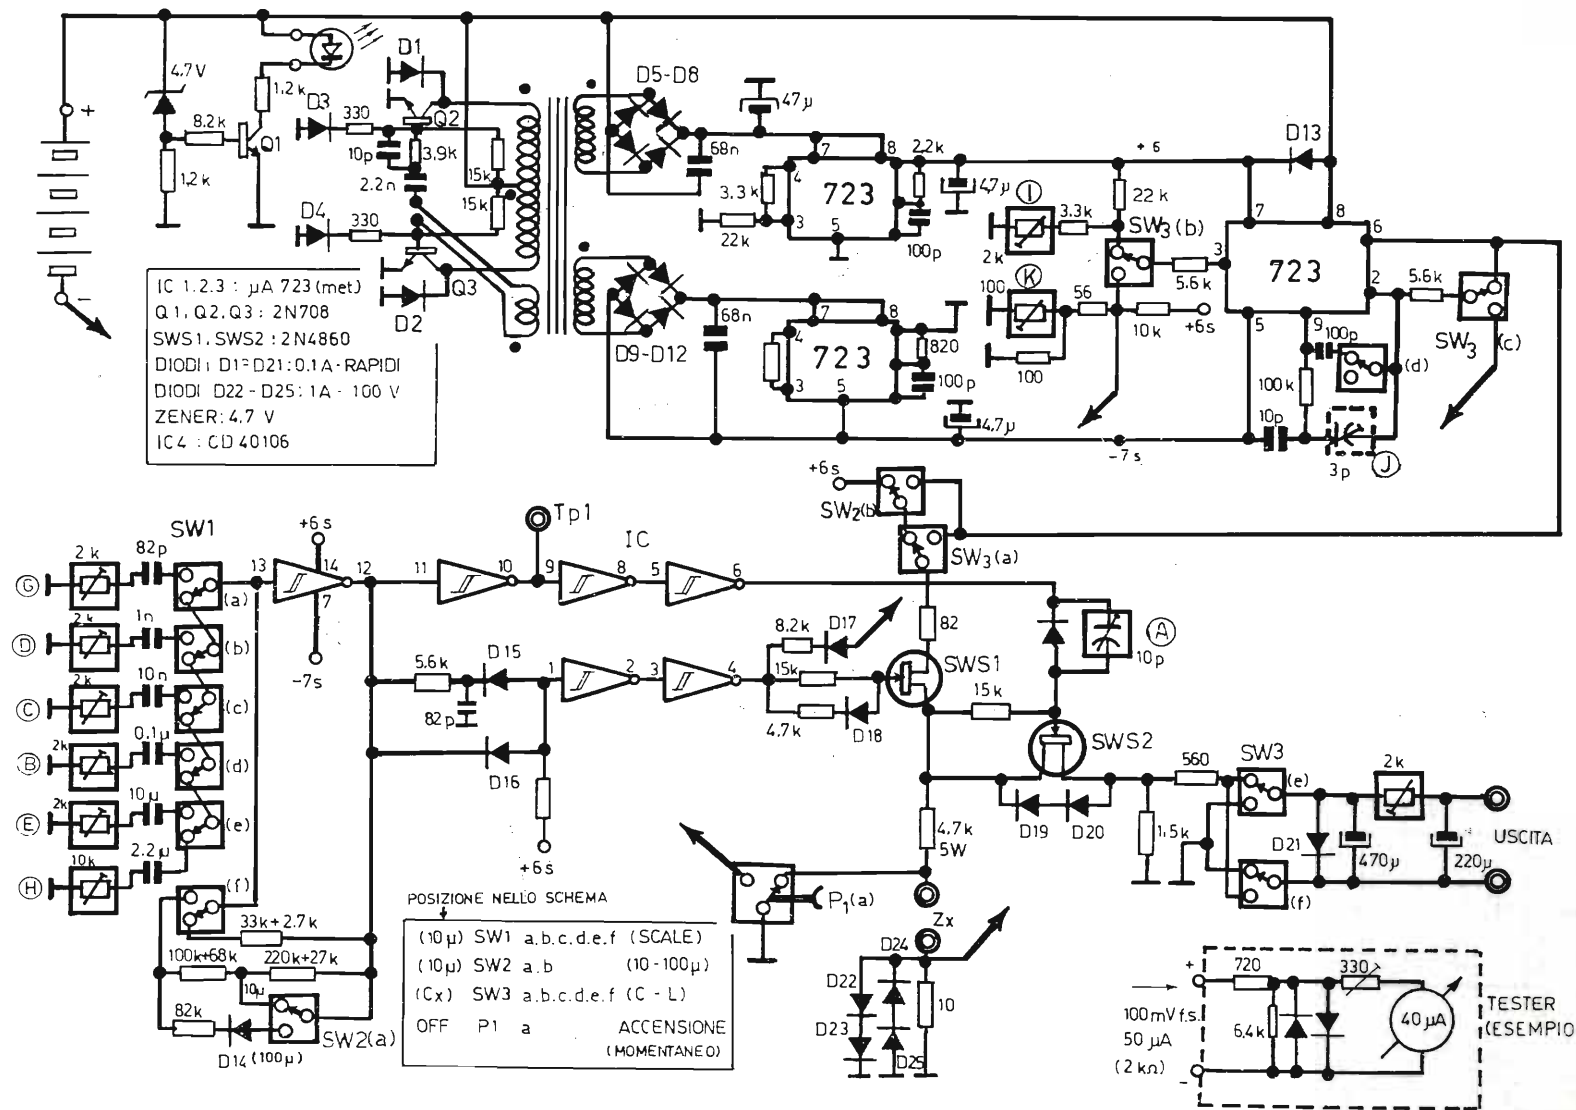 4.7V
8.2k
1.2k
1,2k
Q1
+
-
D1
D3
330
Q2
10p
3,9k
2.2n
15k
15k
D4
330
Q3
D2
D5-D8
47µ
68n
7
8
2,2k
4
723
3.3k
3
22k
5
100p
4,7µ
D9-D12
68n
7
8
4
723
820
3
5
100p
4,7µ
+6
D13
22k
I
3.3k
2k
SW3(b)
K
100
56
5.6k
10k
+6s
100
-7s
7
8
6
3
723
2
5
9
5.6k
SW3 (c)
100p
(d)
100k
10p
3p
J
IC 1.2.3 : µA 723 (met)
Q1, Q2, Q3 : 2N708
SWS1, SWS2 : 2N4860
DIODI: D1÷D21: 0.1A-RAPIDI
DIODI D22-D25: 1A - 100 V
ZENER: 4.7 V
IC4 : CD40106
SW1
G
2k
82p
(a)
D
2k
1n
(b)
C
2k
10n
(c)
B
2k
0,1µ
(d)
E
2k
10µ
(e)
H
10k
2.2µ
(f)
33k+2.7k
100k+68k
220k+27k
10µ
82k
D14
(100µ)
SW2(a)
+6s
13
14
12
7
-7s
11
10
Tp1
IC
9
8
5
6
5.6k
D15
82p
D16
1
2
3
4
+6s
8.2k
D17
15k
4.7k
D18
+6s
SW2(b)
SW3(a)
82
SWS1
15k
A
10p
SWS2
D19
D20
4.7k
5W
P1(a)
Zx
D24
D22
D23
D25
10
560
1,5k
SW3
(e)
(f)
D21
470µ
2k
220µ
USCITA
POSIZIONE NELLO SCHEMA
(10µ) SW1 a.b.c.d.e.f (SCALE)
(10µ) SW2 a.b (10-100µ)
(Cx) SW3 a.b.c.d.e.f (C - L)
OFF P1 a ACCENSIONE
(MOMENTANEO)
+
720
330
100mV f.s.
50 µA
(2kΩ)
6,4k
40µA
-
TESTER
(ESEMPIO